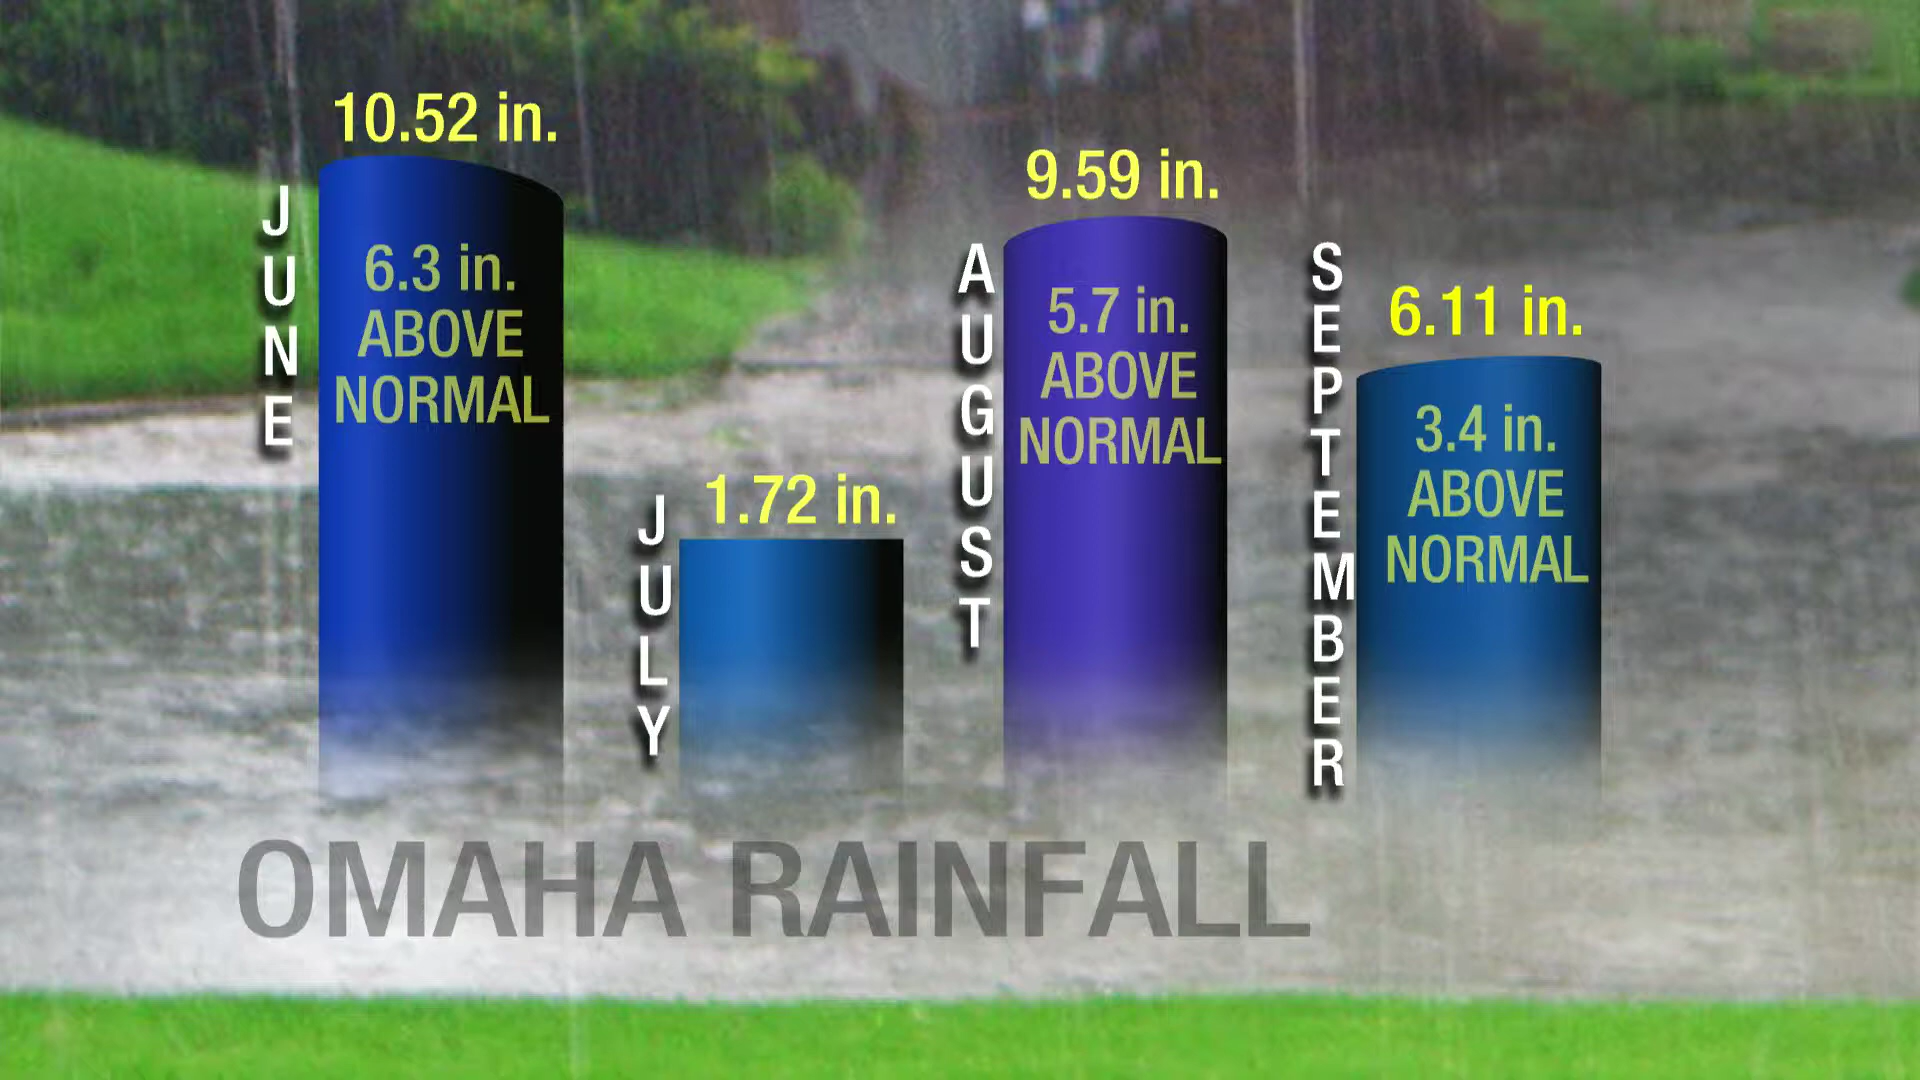 JUNE
10.52 in.
6.3 in.
ABOVE
NORMAL
JULY
1.72 in.
AUGUST
9.59 in.
5.7 in.
ABOVE
NORMAL
SEPTEMBER
6.11 in.
3.4 in.
ABOVE
NORMAL
OMAHA RAINFALL